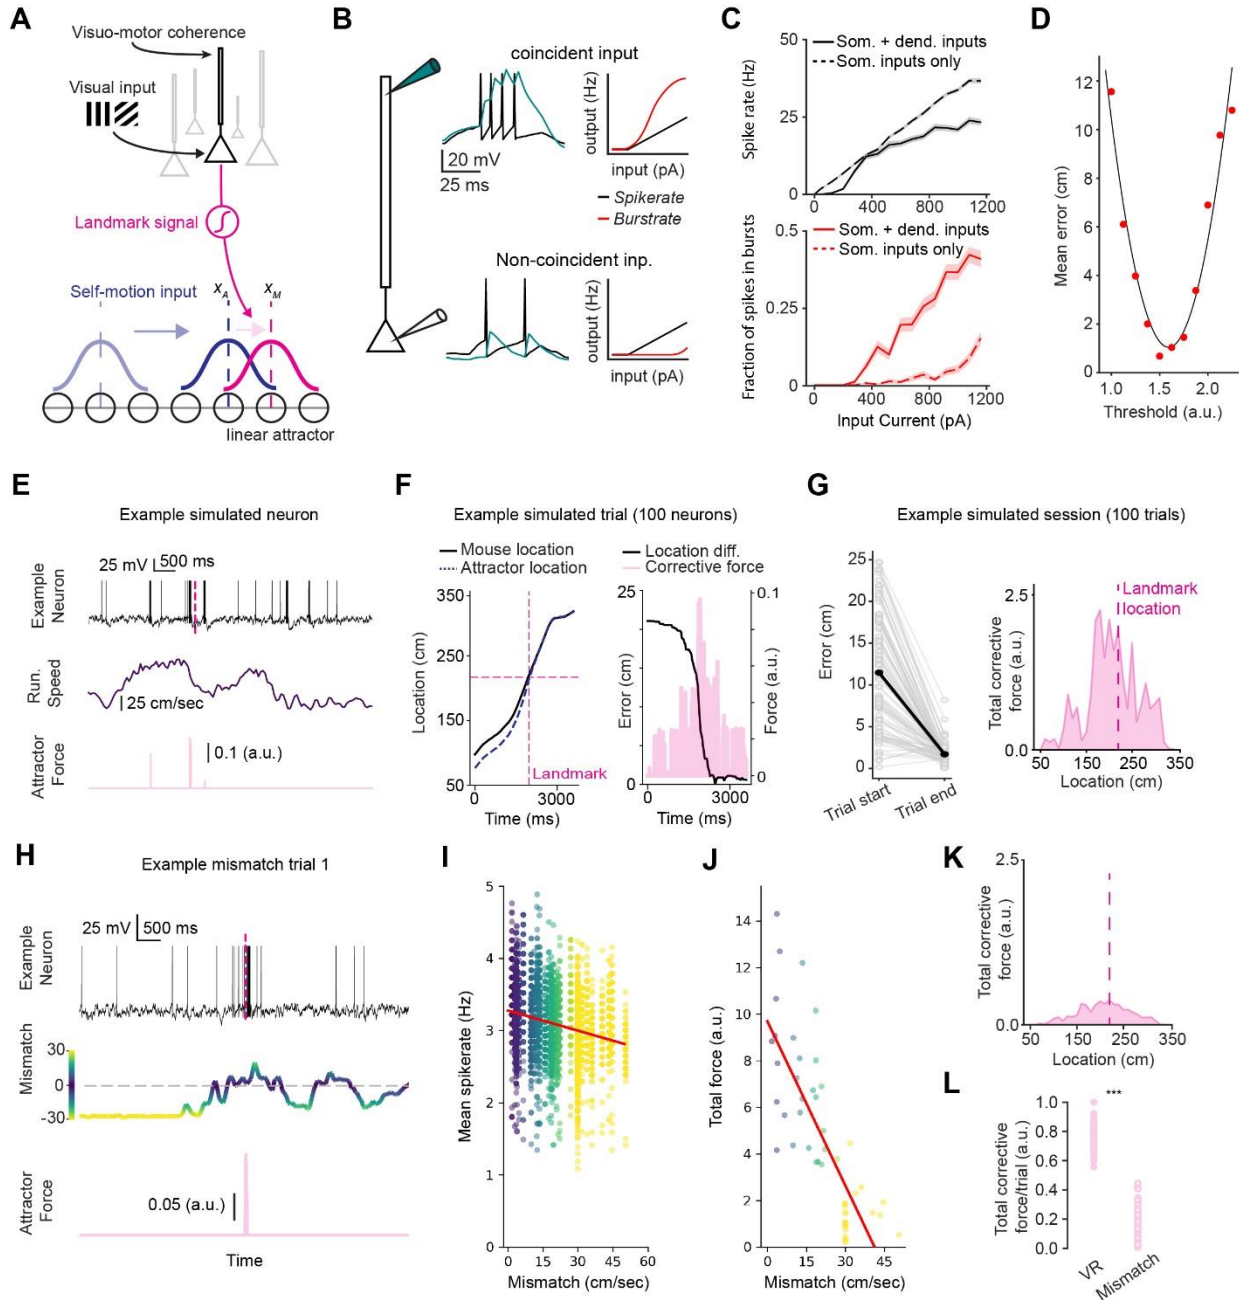 A
Visuo-motor coherence
Visual input
Landmark signal
Self-motion input
xA
xM
linear attractor
B
coincident input
20 mV
25 ms
output (Hz)
input (pA)
Spikerate
Burstrate
Non-coincident inp.
output (Hz)
input (pA)
C
Som. + dend. inputs
Som. inputs only
Spike rate (Hz)
50
25
0
0 400 800 1200
Som. + dend. inputs
Som. inputs only
Fraction of spikes in bursts
0.5
0.25
0
0 400 800 1200
Input Current (pA)
D
Mean error (cm)
12
10
8
6
4
2
0
1.0 1.5 2.0
Threshold (a.u.)
E
Example simulated neuron
25 mV 500 ms
Example Neuron
Run. Speed
25 cm/sec
Attractor Force
0.1 (a.u.)
F
Example simulated trial (100 neurons)
Mouse location
Attractor location
Location (cm)
350
250
150
50
Landmark
0 3000
Time (ms)
Location diff.
Corrective force
Error (cm)
25
0
0.1
0
Force (a.u.)
0 3000
Time (ms)
G
Example simulated session (100 trials)
Error (cm)
25
20
15
10
5
0
Trial start
Trial end
Landmark location
Total corrective force (a.u.)
2.5
0.0
50 150 250 350
Location (cm)
H
Example mismatch trial 1
25 mV 500 ms
Example Neuron
Mismatch
30
0
-30
Attractor Force
0.05 (a.u.)
Time
I
Mean spikerate (Hz)
5
4
3
2
1
0
0 15 30 45 60
Mismatch (cm/sec)
J
Total force (a.u.)
14
12
10
8
6
4
2
0
0 15 30 45
Mismatch (cm/sec)
K
Total corrective force (a.u.)
2.5
0.0
50 150 250 350
Location (cm)
L
***
Total corrective force/trial (a.u.)
1.0
0.8
0.6
0.4
0.2
0.0
VR
Mismatch